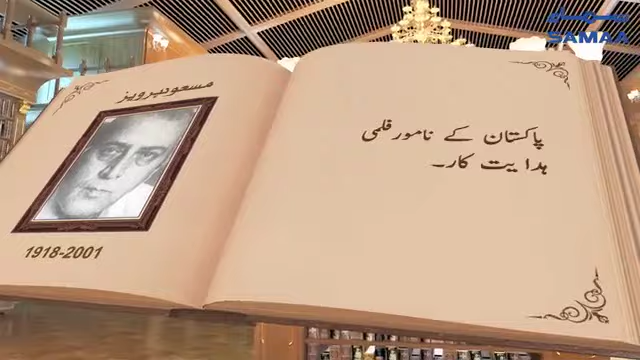 سماء
SAMAA
مسعود پرویز
1918-2001
پاکستان کے نامور فلمی
ہدایت کار۔